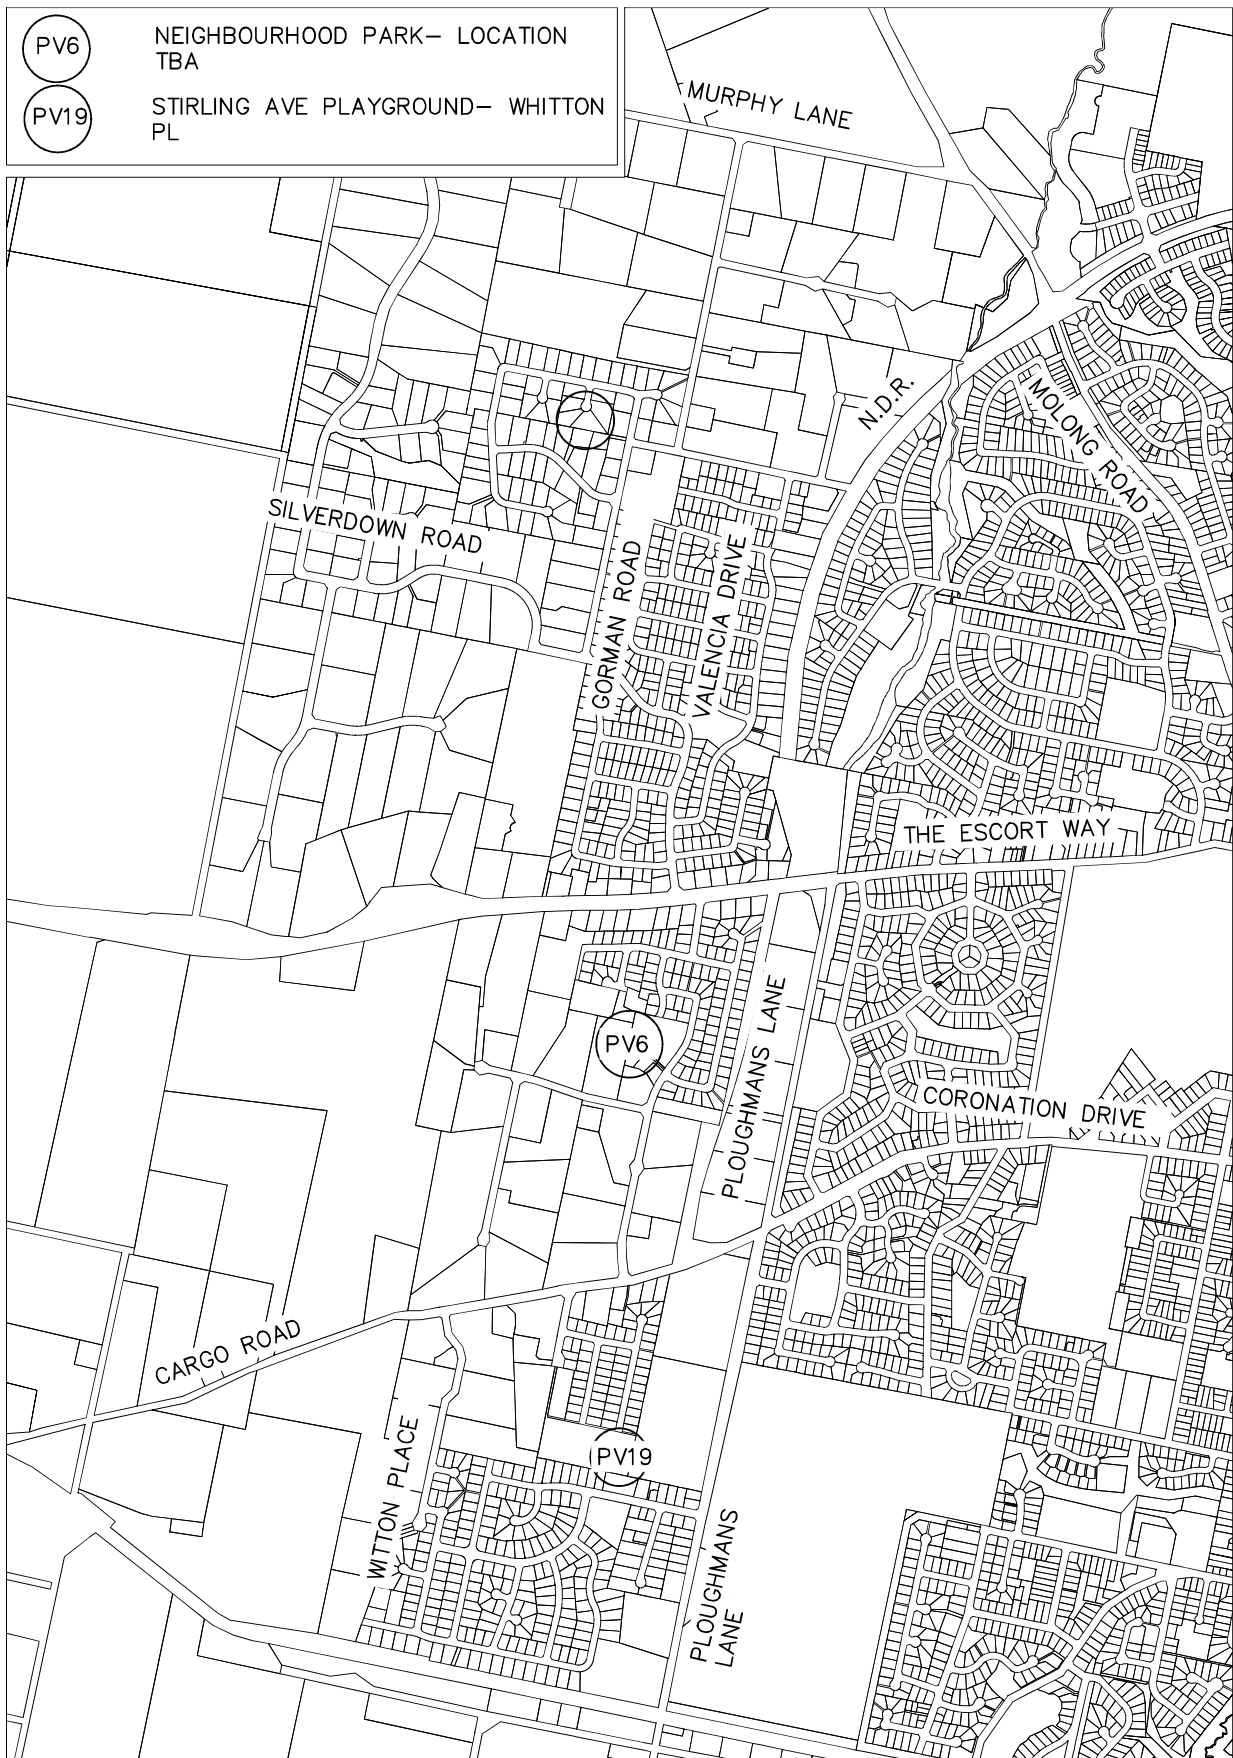 PV6
NEIGHBOURHOOD PARK– LOCATION
TBA
PV19
STIRLING AVE PLAYGROUND– WHITTON
PL
MURPHY LANE
N.D.R.
MOLONG ROAD
SILVERDOWN ROAD
GORMAN ROAD
VALENCIA DRIVE
THE ESCORT WAY
PV6
PLOUGHMANS LANE
CORONATION DRIVE
CARGO ROAD
WITTON PLACE
PV19
PLOUGHMANS
LANE